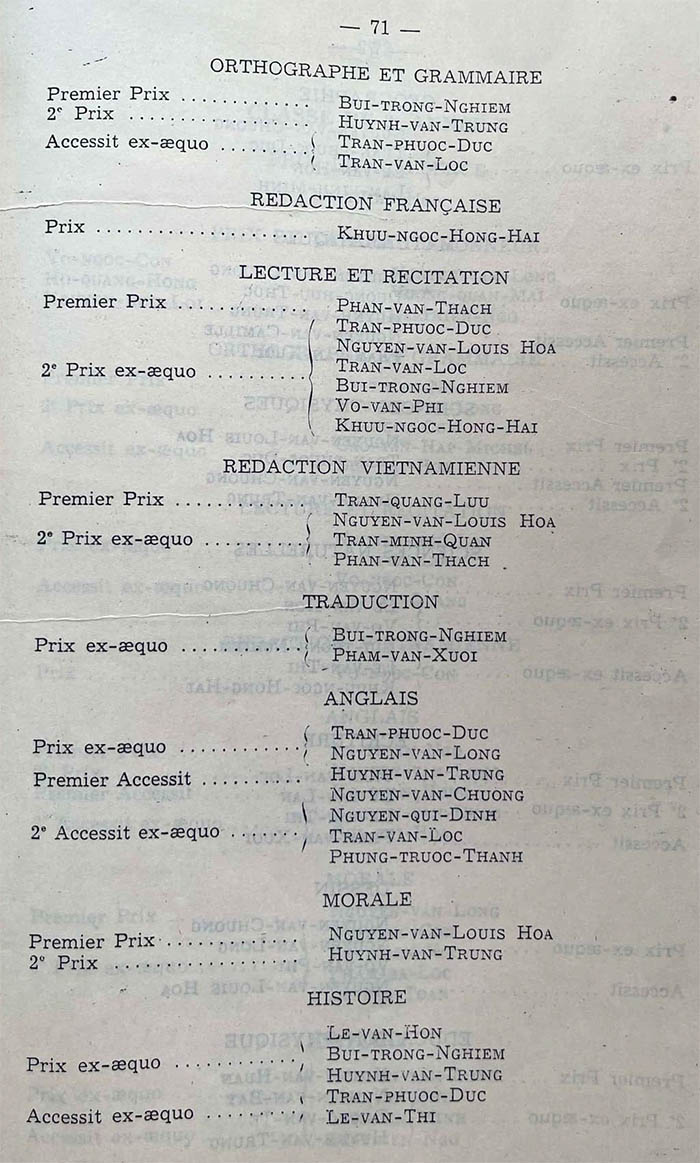 — 71 —
ORTHOGRAPHE ET GRAMMAIRE
Premier Prix ............ BUI-TRONG-NGHIEM
2e Prix ................ HUYNH-VAN-TRUNG
Accessit ex-æquo ........ TRAN-PHUOC-DUC
TRAN-VAN-LOC
REDACTION FRANÇAISE
Prix .................... KHUU-NGOC-HONG-HAI
LECTURE ET RECITATION
Premier Prix ............ PHAN-VAN-THACH
TRAN-PHUOC-DUC
NGUYEN-VAN-LOUIS HOA
2e Prix ex-æquo .......... TRAN-VAN-LOC
BUI-TRONG-NGHIEM
VO-VAN-PHI
KHUU-NGOC-HONG-HAI
REDACTION VIETNAMIENNE
Premier Prix ............ TRAN-QUANG-LUU
NGUYEN-VAN-LOUIS HOA
2e Prix ex-æquo .......... TRAN-MINH-QUAN
PHAN-VAN-THACH
TRADUCTION
Prix ex-æquo ............ BUI-TRONG-NGHIEM
PHAM-VAN-XUOI
ANGLAIS
TRAN-PHUOC-DUC
Prix ex-æquo ............ NGUYEN-VAN-LONG
Premier Accessit .......... HUYNH-VAN-TRUNG
NGUYEN-VAN-CHUONG
NGUYEN-QUI-DINH
2e Accessit ex-æquo ....... TRAN-VAN-LOC
PHUNG-TRUOC-THANH
MORALE
Premier Prix ............ NGUYEN-VAN-LOUIS HOA
2e Prix ................ HUYNH-VAN-TRUNG
HISTOIRE
LE-VAN-HON
Prix ex-æquo ............ BUI-TRONG-NGHIEM
HUYNH-VAN-TRUNG
TRAN-PHUOC-DUC
Accessit ex-æquo ......... LE-VAN-THI